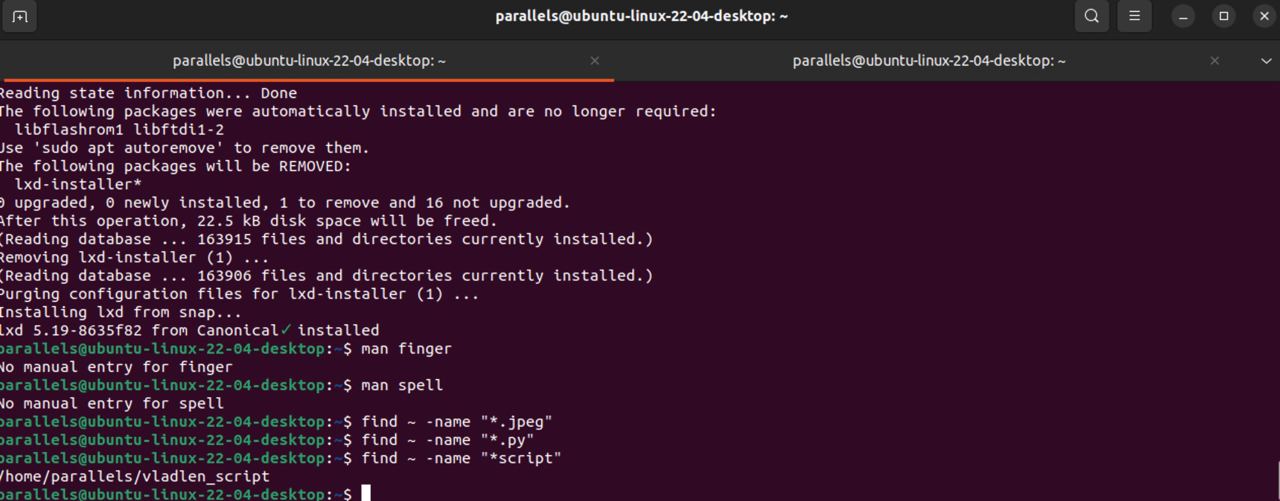 parallels@ubuntu-linux-22-04-desktop: ~
parallels@ubuntu-linux-22-04-desktop: ~
parallels@ubuntu-linux-22-04-desktop: ~
Reading state information... Done
The following packages were automatically installed and are no longer required:
  libflashrom1 libftdi1-2
Use 'sudo apt autoremove' to remove them.
The following packages will be REMOVED:
  lxd-installer*
0 upgraded, 0 newly installed, 1 to remove and 16 not upgraded.
After this operation, 22.5 kB disk space will be freed.
(Reading database ... 163915 files and directories currently installed.)
Removing lxd-installer (1) ...
(Reading database ... 163906 files and directories currently installed.)
Purging configuration files for lxd-installer (1) ...
Installing lxd from snap...
lxd 5.19-8635f82 from Canonical✓ installed
parallels@ubuntu-linux-22-04-desktop:~$ man finger
No manual entry for finger
parallels@ubuntu-linux-22-04-desktop:~$ man spell
No manual entry for spell
parallels@ubuntu-linux-22-04-desktop:~$ find ~ -name "*.jpeg"
parallels@ubuntu-linux-22-04-desktop:~$ find ~ -name "*.py"
parallels@ubuntu-linux-22-04-desktop:~$ find ~ -name "*script"
/home/parallels/vladlen_script
parallels@ubuntu-linux-22-04-desktop:~$